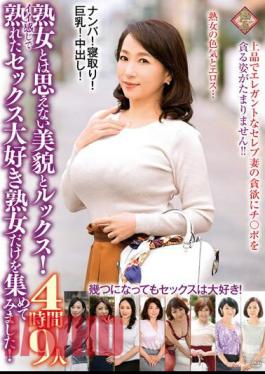 上品でエレガントなセレブ妻の貪欲にチ○ポを
貪る姿がたまりません!!
熟女の色気とエロス…
ナンパ!寝取り!
巨乳!中出し!
熟女とは思えない美貌とルックス!
熟れたセックス大好き熟女だけを集めて
みました!!
4時間
9人
幾つになってもセックスは大好き!